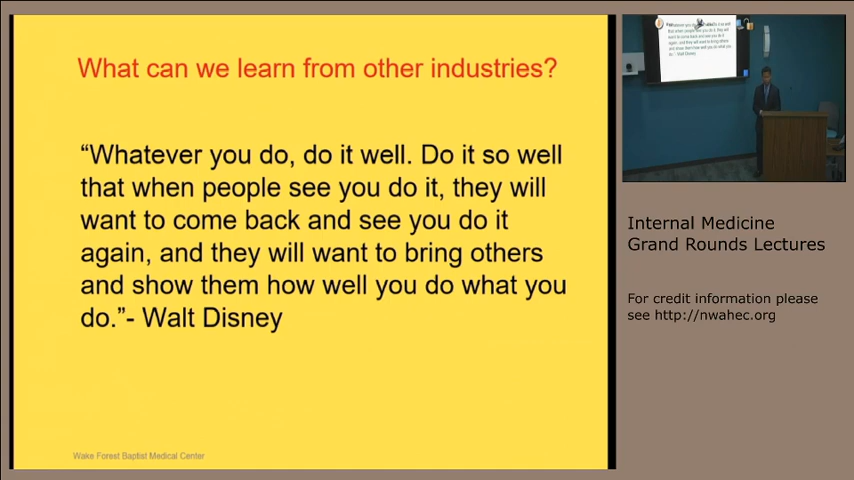 What can we learn from other industries?
“Whatever you do, do it well. Do it so well
that when people see you do it, they will
want to come back and see you do it
again, and they will want to bring others
and show them how well you do what you
do.”- Walt Disney
Wake Forest Baptist Medical Center
Internal Medicine
Grand Rounds Lectures
For credit information please
see http://nwahec.org